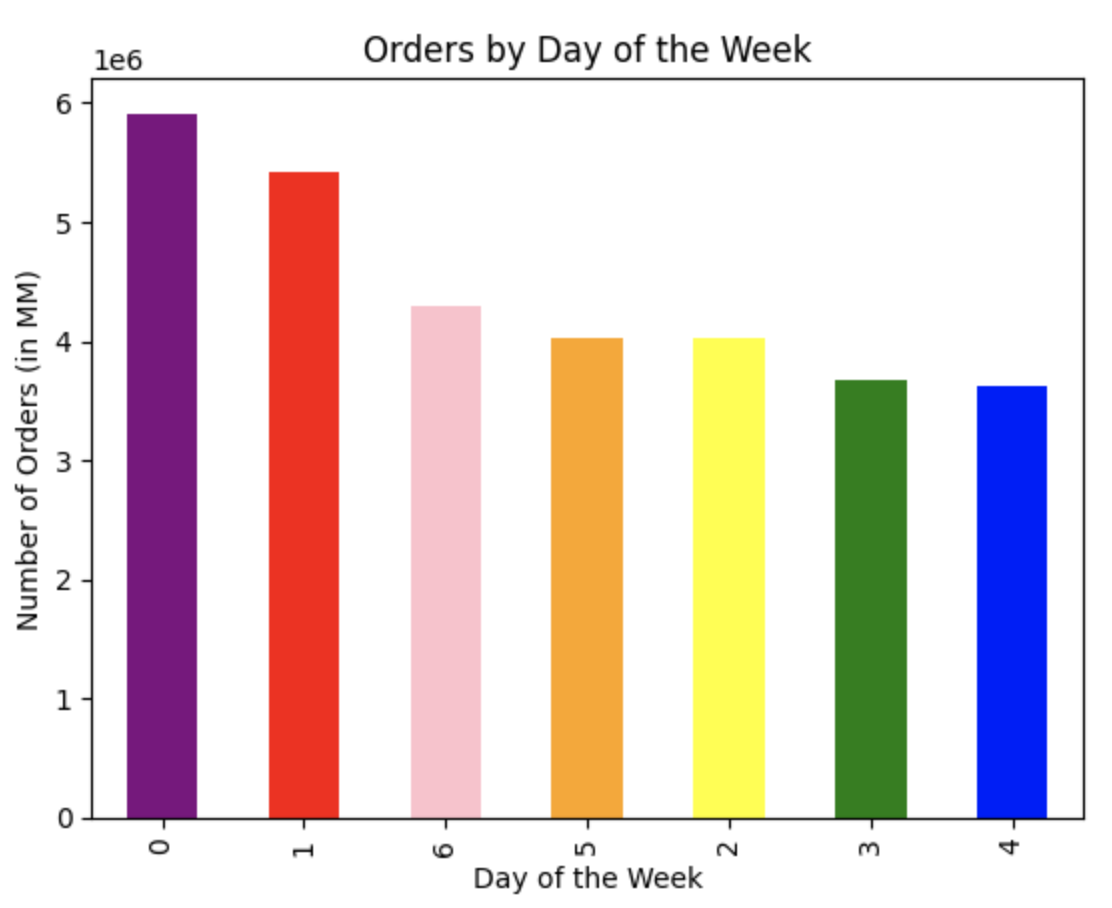 Orders by Day of the Week
1e6
6
5
4
3
2
1
0
Number of Orders (in MM)
0 1 6 5 2 3 4
Day of the Week